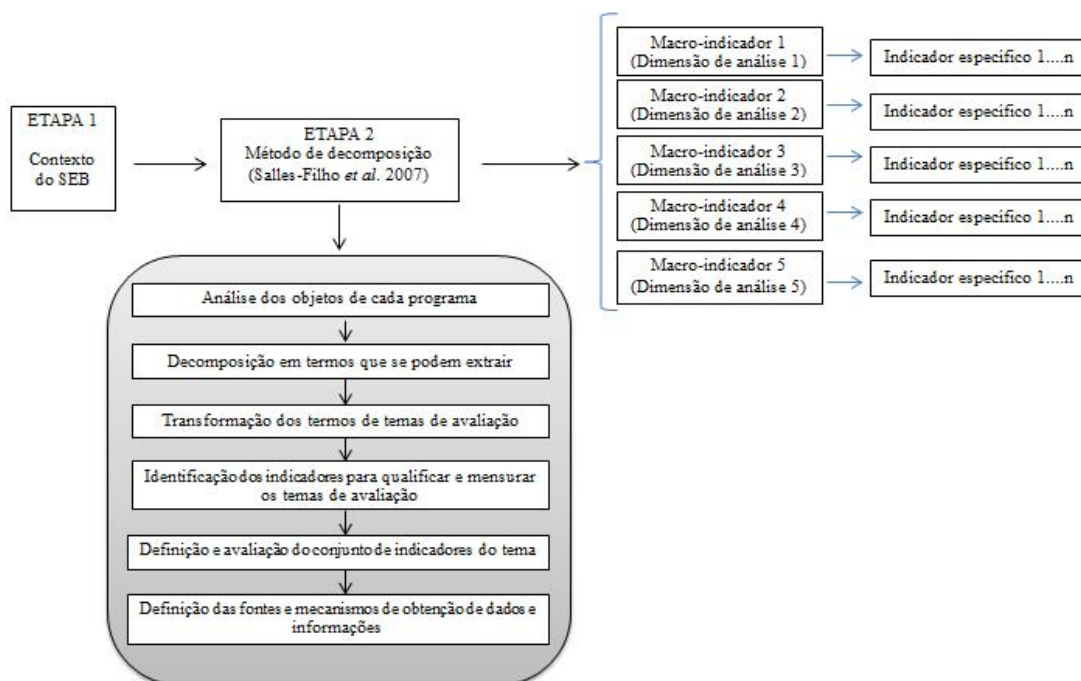 ETAPA 1
Contexto
do SEB
ETAPA 2
Método de decomposição
(Salles-Filho et al. 2007)
Análise dos objetos de cada programa
Decomposição em termos que se podem extrair
Transformação dos termos de temas de avaliação
Identificação dos indicadores para qualificar e mensurar
os temas de avaliação
Definição e avaliação do conjunto de indicadores do tema
Definição das fontes e mecanismos de obtenção de dados e
informações
Macro-indicador 1
(Dimensão de análise 1)
Indicador especifico 1....n
Macro-indicador 2
(Dimensão de análise 2)
Indicador especifico 1....n
Macro-indicador 3
(Dimensão de análise 3)
Indicador especifico 1....n
Macro-indicador 4
(Dimensão de análise 4)
Indicador especifico 1....n
Macro-indicador 5
(Dimensão de análise 5)
Indicador especifico 1....n